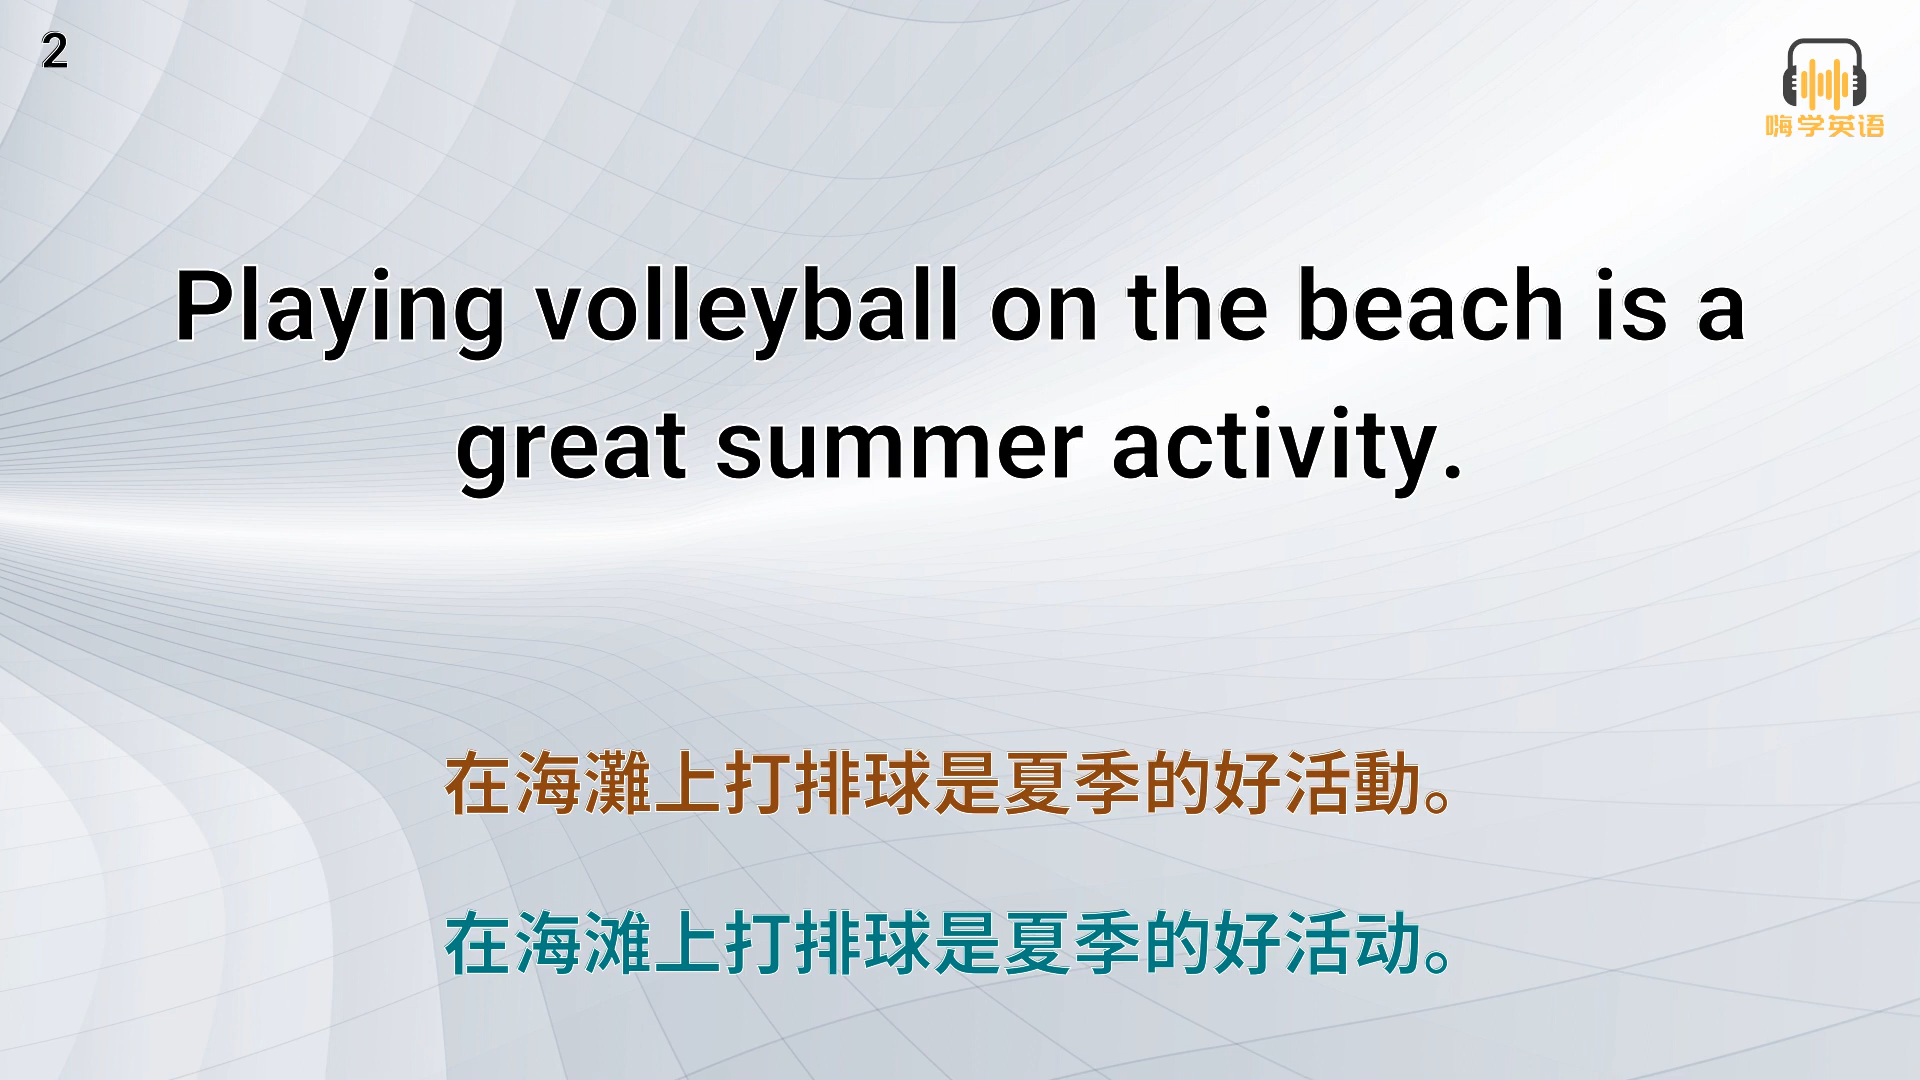 2
嗨学英语
Playing volleyball on the beach is a
great summer activity.
在海灘上打排球是夏季的好活動。
在海滩上打排球是夏季的好活动。